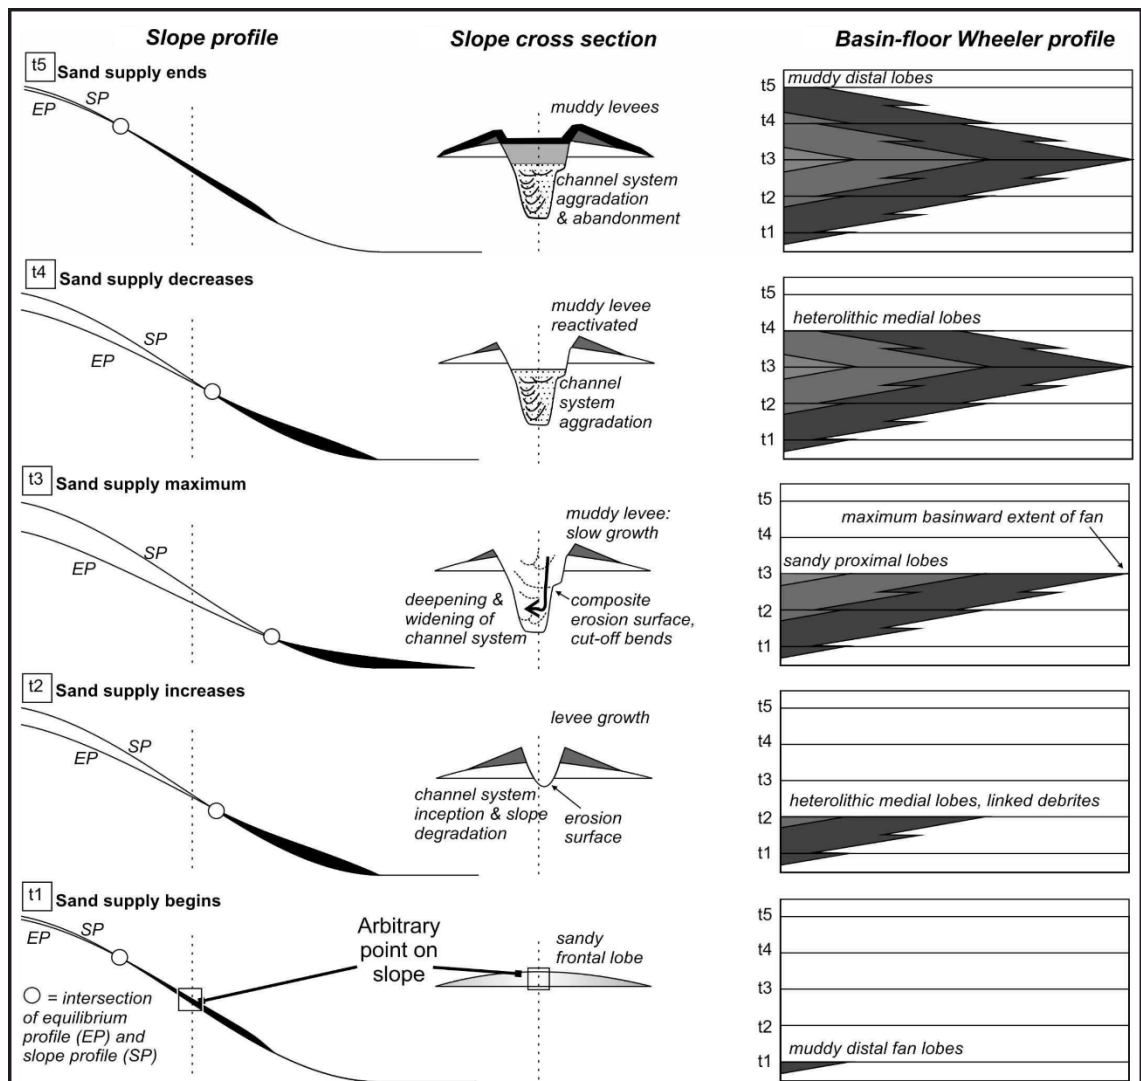 Slope profile
Slope cross section
Basin-floor Wheeler profile
t5 Sand supply ends
SP
EP
muddy levees
channel system
aggradation
& abandonment
t5
muddy distal lobes
t4
t3
t2
t1
t4 Sand supply decreases
SP
EP
muddy levee
reactivated
channel
system
aggradation
t5
t4
heterolithic medial lobes
t3
t2
t1
t3 Sand supply maximum
SP
EP
muddy levee:
slow growth
deepening &
widening of
channel system
composite
erosion surface,
cut-off bends
t5
maximum basinward extent of fan
t4
sandy proximal lobes
t3
t2
t1
t2 Sand supply increases
SP
EP
levee growth
channel system
inception & slope
degradation
erosion
surface
t5
t4
t3
heterolithic medial lobes, linked debrites
t2
t1
t1 Sand supply begins
SP
EP
Arbitrary
point on
slope
sandy
frontal lobe
= intersection
of equilibrium
profile (EP) and
slope profile (SP)
t5
t4
t3
t2
muddy distal fan lobes
t1